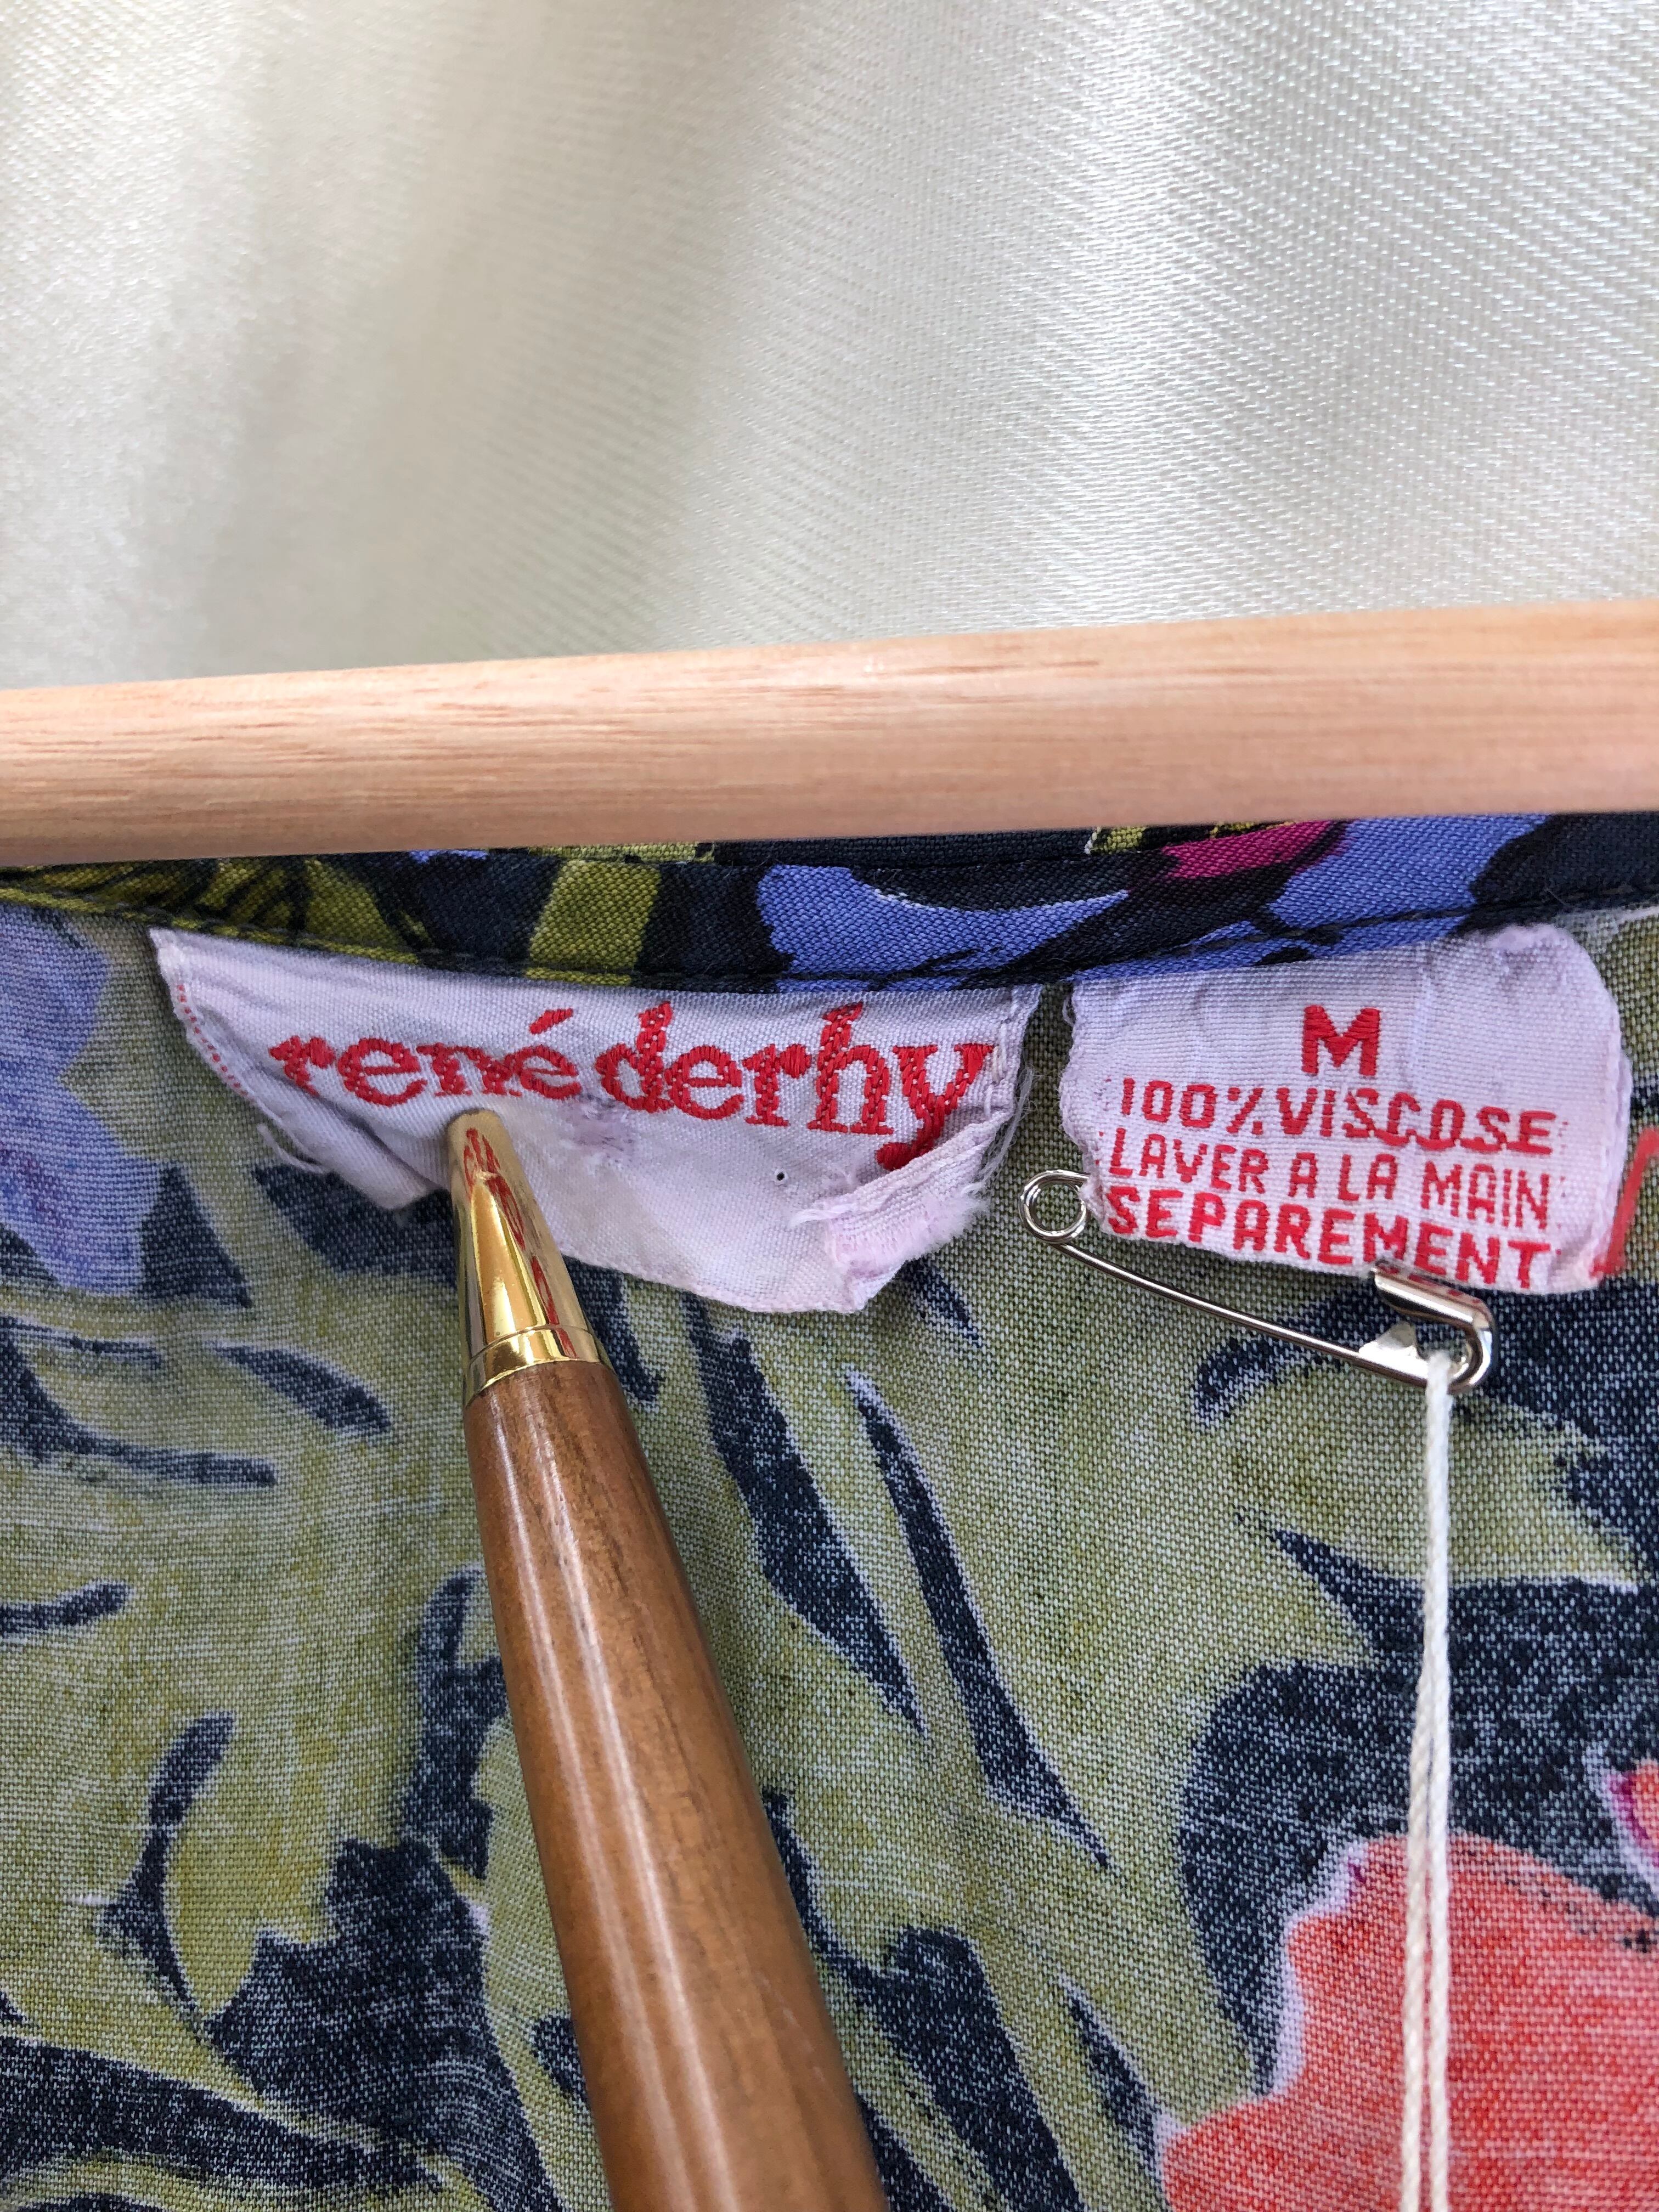 rené derhy
M
100% VISCOSE
LAVER A LA MAIN
SEPAREMENT